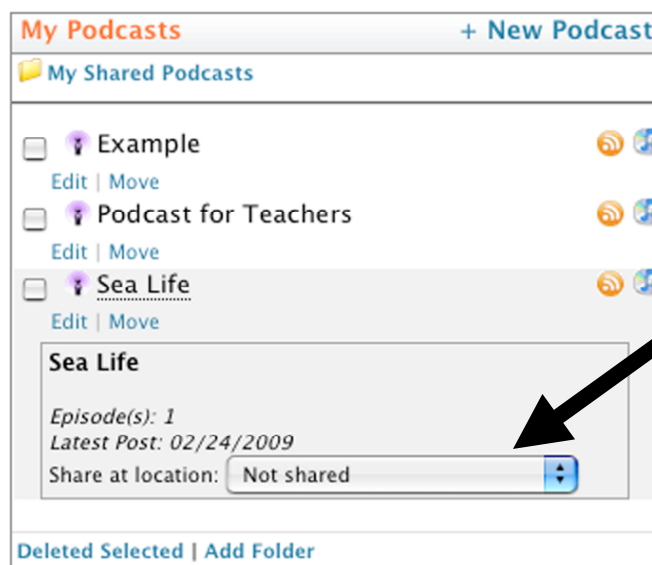 My Podcasts + New Podcast
My Shared Podcasts
Example
Edit | Move
Podcast for Teachers
Edit | Move
Sea Life
Edit | Move
Sea Life
Episode(s): 1
Latest Post: 02/24/2009
Share at location: Not shared
Deleted Selected | Add Folder